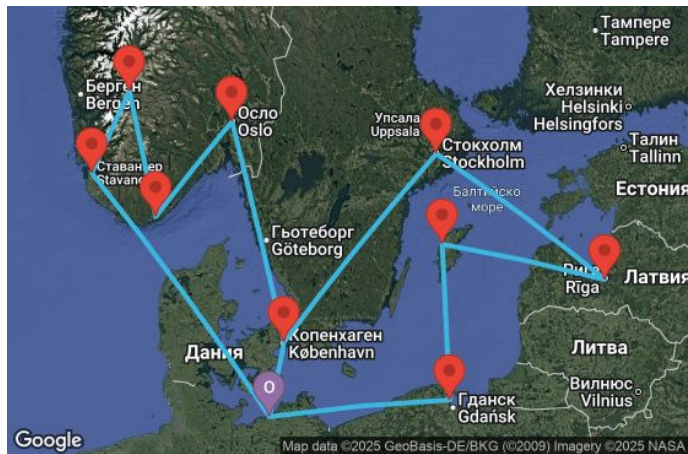 Тампере
Tampere
Берген
Bergen
Осло
Oslo
Хелзинки
Helsinki
Helsingfors
Упсала
Uppsala
Стокхолм
Stockholm
Талин
Tallinn
Ставангер
Stavang
Балтийско
море
Естония
Гьотеборг
Göteborg
Рига
Rīga
Латвия
Копенхаген
København
Дания
Литва
Вилнюс
Vilnius
O
Гданск
Gdańsk
Google
Map data ©2025 GeoBasis-DE/BKG (©2009) Imagery ©2025 NASA